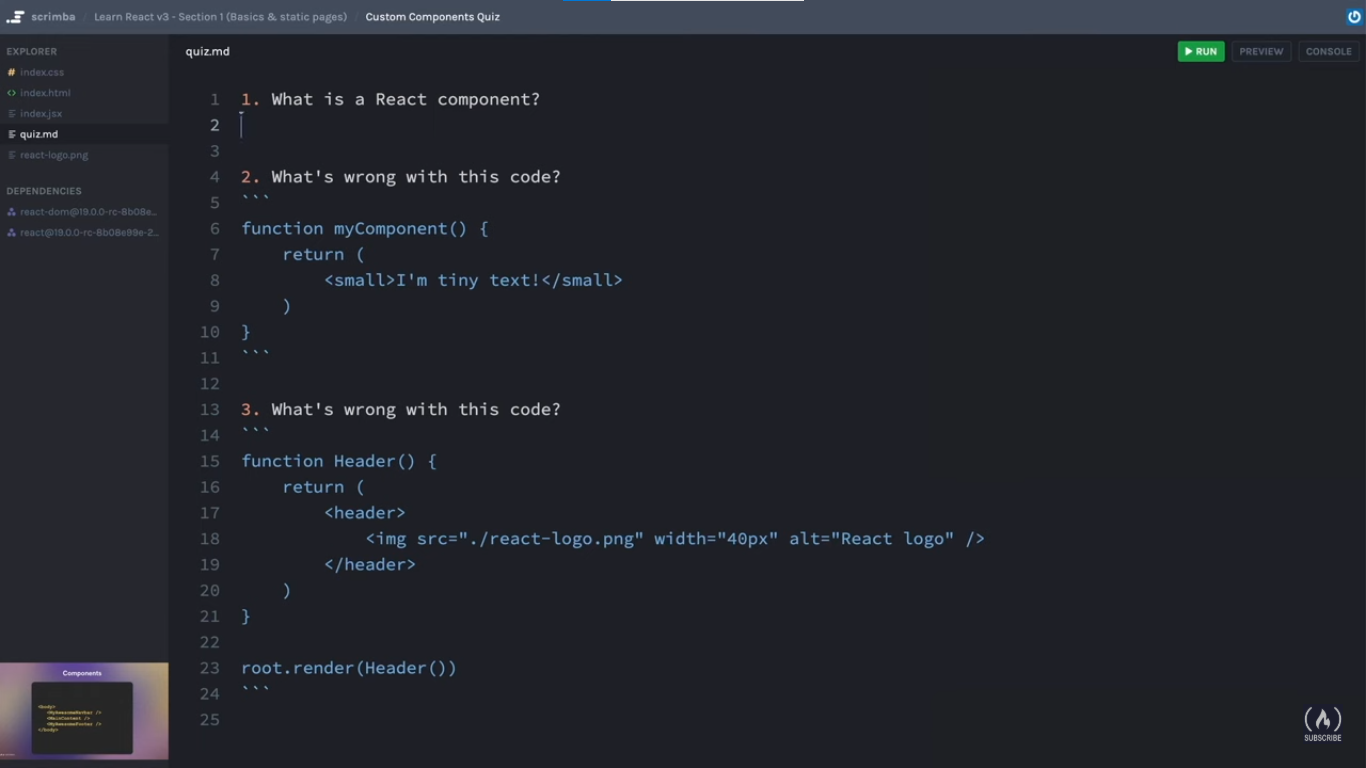 scrimba / Learn React v3 - Section 1 (Basics & static pages) / Custom Components Quiz
EXPLORER
# index.css
<> index.html
index.jsx
quiz.md
react-logo.png
DEPENDENCIES
react-dom@19.0.0-rc-8b08e...
react@19.0.0-rc-8b08e99e-2...
quiz.md
RUN
PREVIEW
CONSOLE
1 1. What is a React component?
2
3
4 2. What's wrong with this code?
5 ```
6 function myComponent() {
7     return (
8         <small>I'm tiny text!</small>
9     )
10 }
11 ```
12
13 3. What's wrong with this code?
14 ```
15 function Header() {
16     return (
17         <header>
18             <img src="./react-logo.png" width="40px" alt="React logo" />
19         </header>
20     )
21 }
22
23 root.render(Header())
24 ```
25
Components
<body>
<MyAwesomeNavbar />
<MainContent />
<MyAwesomeFooter />
</body>
SUBSCRIBE